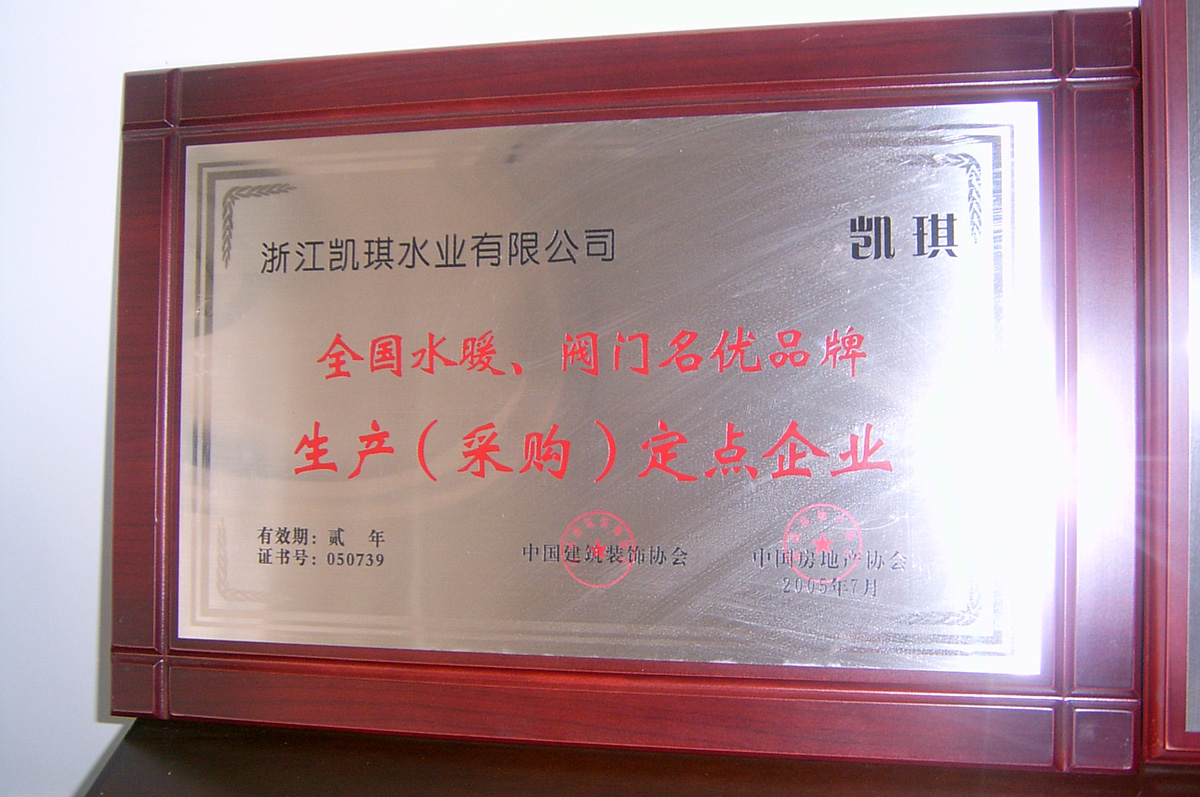 浙江凯琪水业有限公司 凯琪
全国水暖、阀门名优品牌
生产(采购)定点企业
有效期：贰 年
证书号：050739
中国建筑装饰协会 中国房地产协会
2005年7月